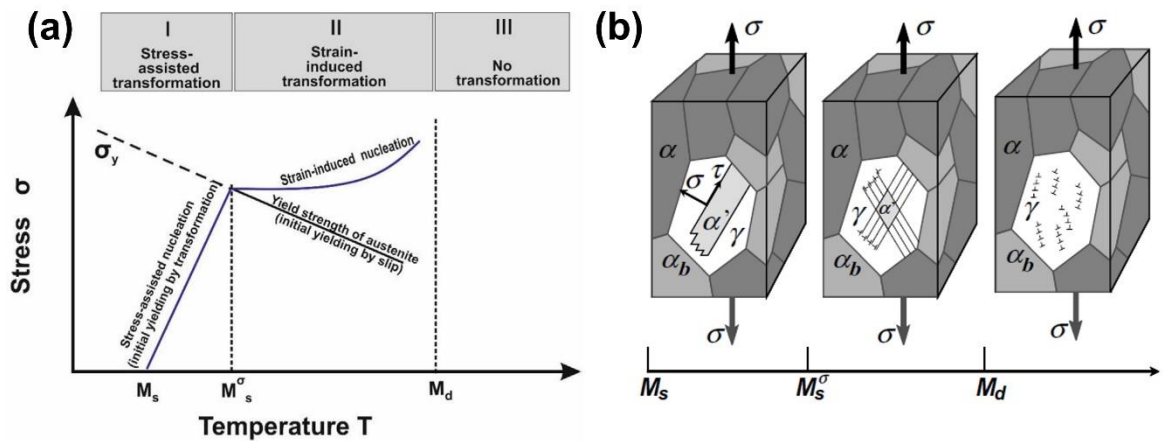 (a)
I
Stress-
assisted
transformation
II
Strain-
induced
transformation
III
No
transformation
Stress σ
σy
Stress-assisted nucleation
(initial yielding by transformation)
Strain-induced nucleation
Yield strength of austenite
(initial yielding by slip)
Ms
Msσ
Md
Temperature T
(b)
σ
α
σ
τ
α'
γ
αb
σ
σ
α
γ
α'
αb
σ
σ
α
γ
αb
σ
Ms
Msσ
Md